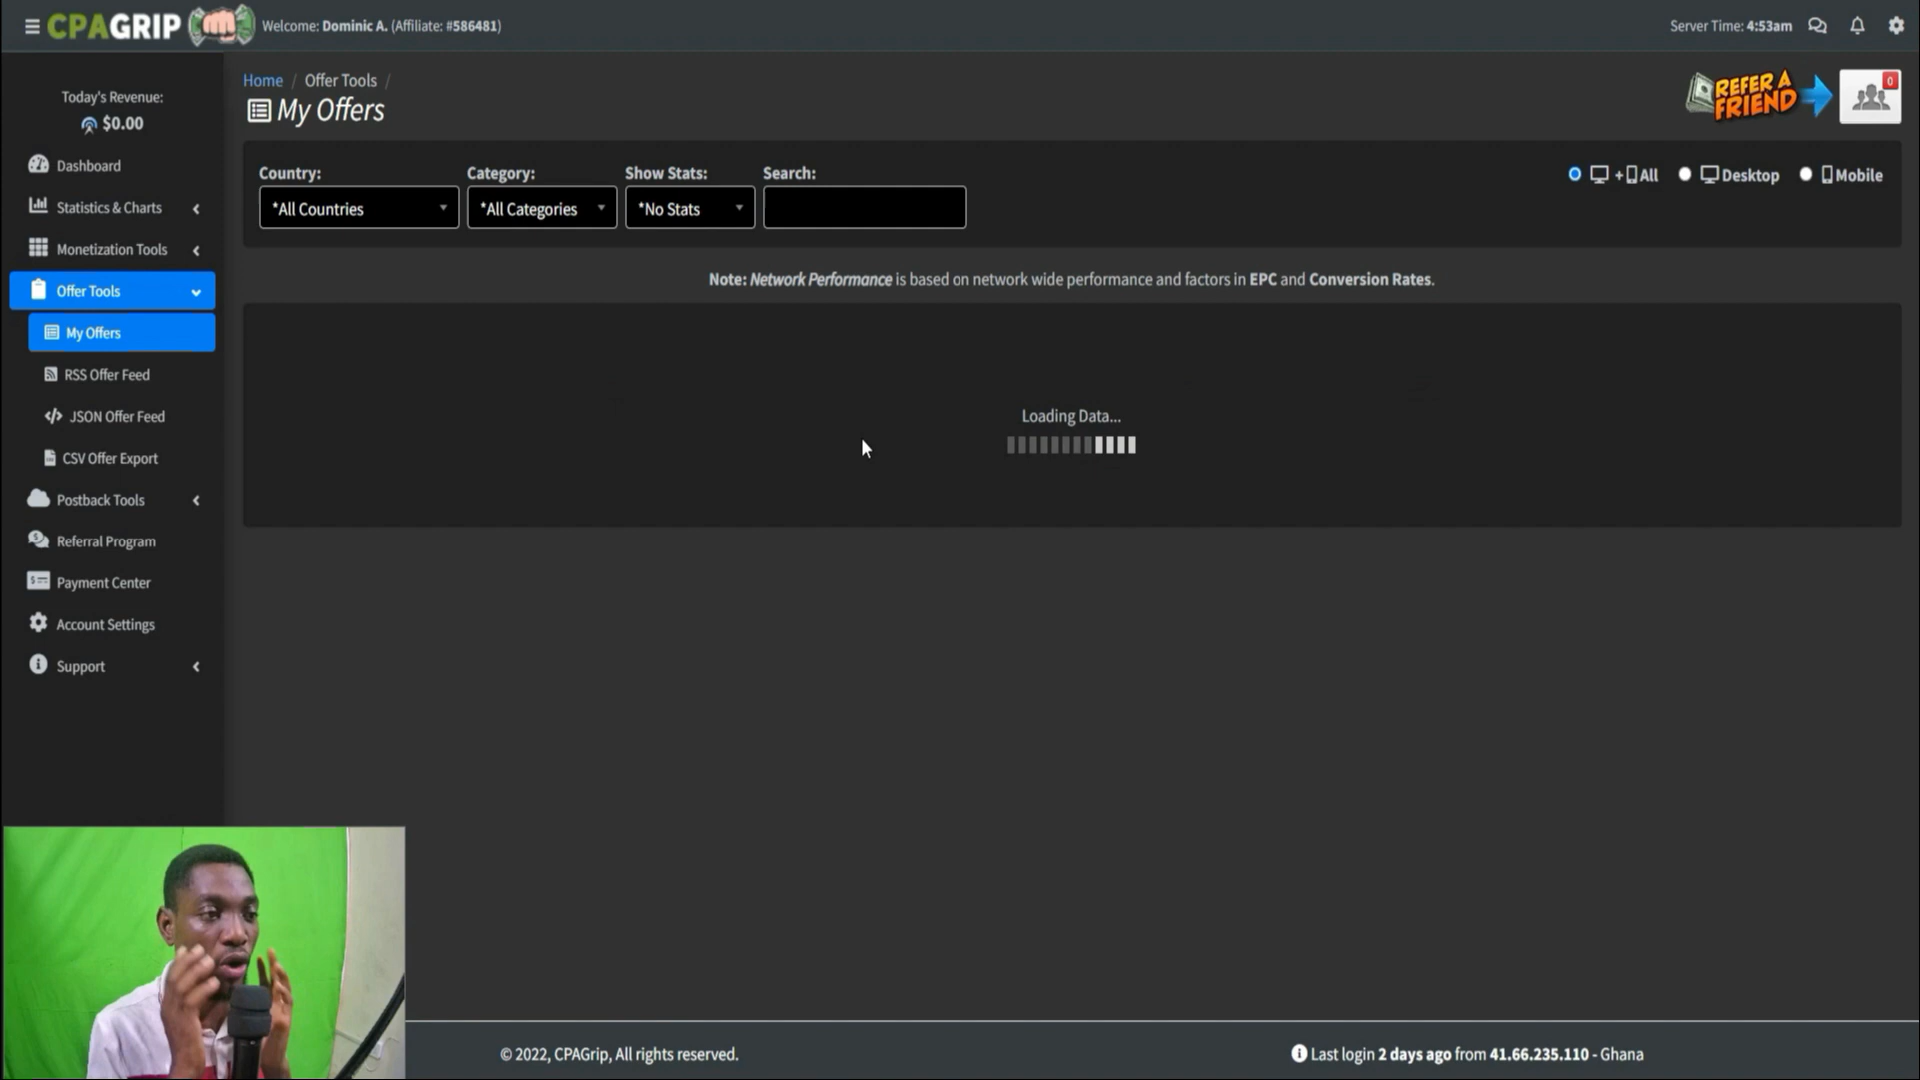 CPAGRIP Welcome: Dominic A. (Affiliate: #586481) Server Time: 4:53am
Today's Revenue:
$0.00
Dashboard
Statistics & Charts
Monetization Tools
Offer Tools
My Offers
RSS Offer Feed
JSON Offer Feed
CSV Offer Export
Postback Tools
Referral Program
Payment Center
Account Settings
Support
Home / Offer Tools /
My Offers
REFER A
FRIEND
0
Country: Category: Show Stats: Search:
*All Countries *All Categories *No Stats
+ All Desktop Mobile
Note: Network Performance is based on network wide performance and factors in EPC and Conversion Rates.
Loading Data...
© 2022, CPAGrip, All rights reserved. Last login 2 days ago from 41.66.235.110 - Ghana